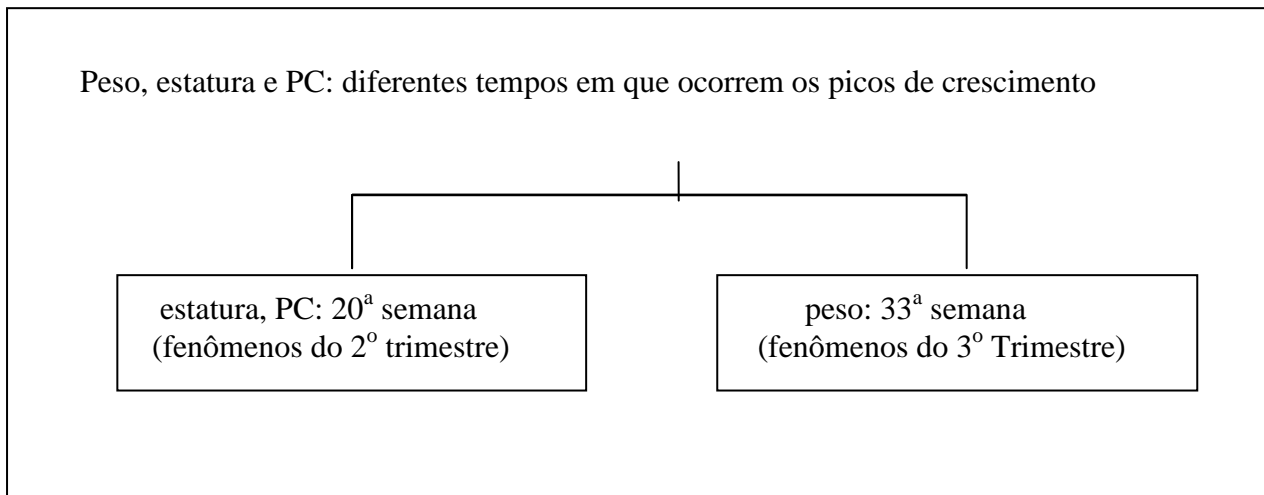 Peso, estatura e PC: diferentes tempos em que ocorrem os picos de crescimento
estatura, PC: 20ª semana
(fenômenos do 2º trimestre)
peso: 33ª semana
(fenômenos do 3º Trimestre)